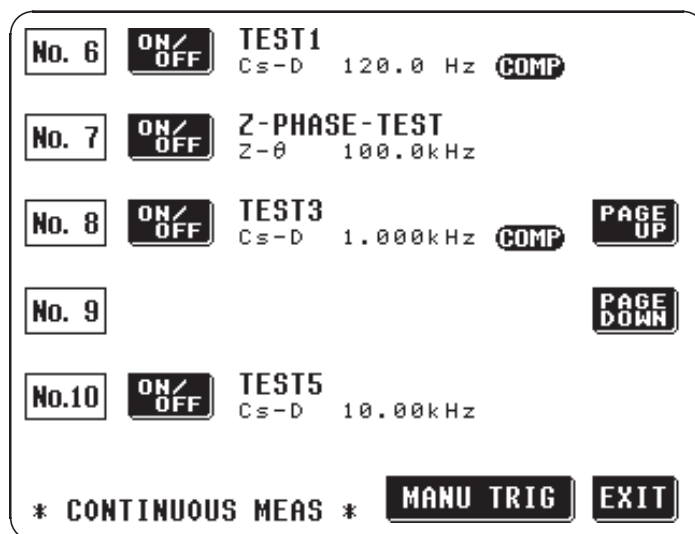 No. 6 ON/OFF TEST1
Cs-D 120.0 Hz COMP
No. 7 ON/OFF Z-PHASE-TEST
Z-θ 100.0kHz
No. 8 ON/OFF TEST3
Cs-D 1.000kHz COMP
PAGE UP
No. 9
PAGE DOWN
No.10 ON/OFF TEST5
Cs-D 10.00kHz
* CONTINUOUS MEAS * MANU TRIG EXIT